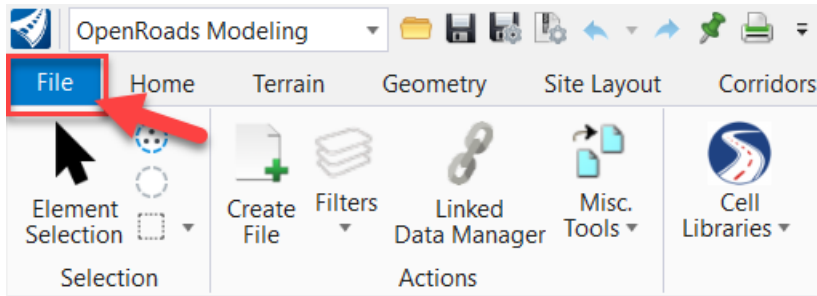 OpenRoads Modeling
File Home Terrain Geometry Site Layout Corridors
Element Selection
Create File
Filters
Linked Data Manager
Misc. Tools
Cell Libraries
Selection Actions